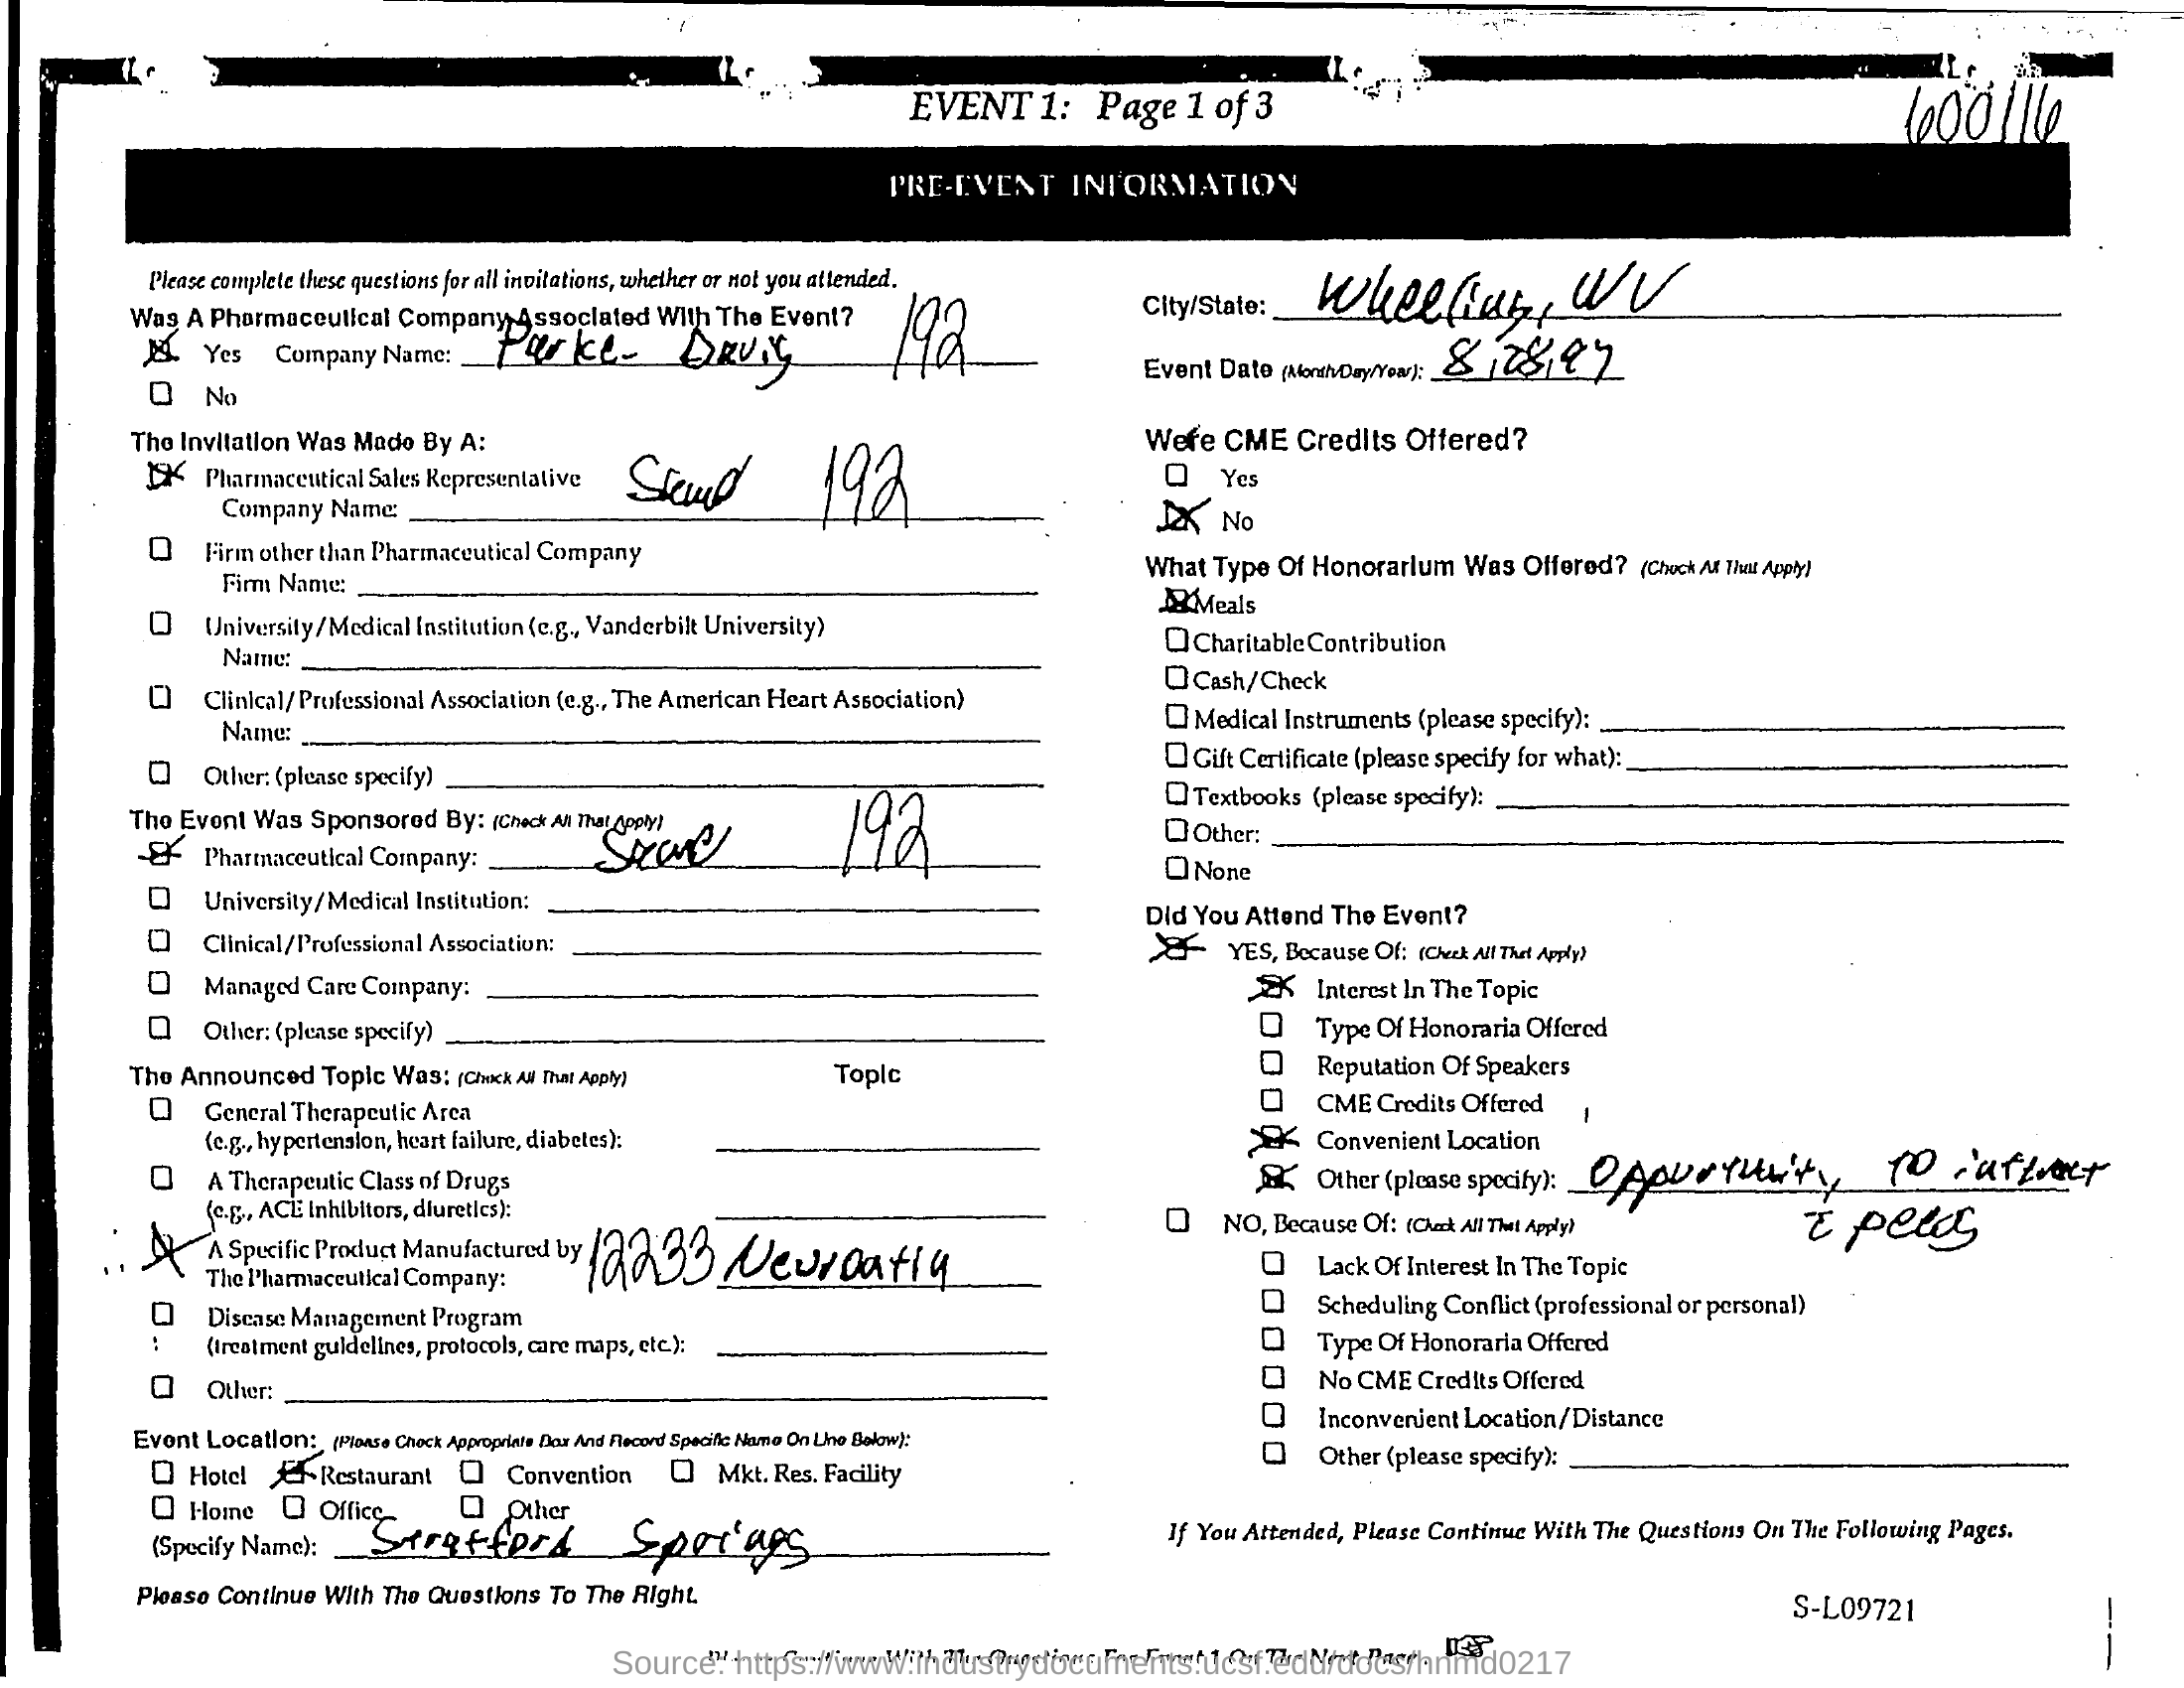 EVENT 1: Page 1 of 3
600116
PRE-EVENT INFORMATION
Please complete these questions for all invitations, whether or not you attended.
Was A Pharmaceutical Company Associated With The Event?
Yes Company Name: Parke-Davis 192
No
The Invitation Was Made By A:
Pharmaceutical Sales Representative
Company Name: 192
Firm other than Pharmaceutical Company
Firm Name:
University/Medical Institution (e.g., Vanderbilt University)
Name:
Clinical/Professional Association (e.g., The American Heart Association)
Name:
Other: (please specify)
The Event Was Sponsored By: (Check All That Apply)
Pharmaceutical Company: 192
University/Medical Institution:
Clinical/Professional Association:
Managed Care Company:
Other: (please specify)
The Announced Topic Was: (Check All That Apply) Topic
General Therapeutic Area
(e.g., hypertension, heart failure, diabetes):
A Therapeutic Class of Drugs
(e.g., ACE Inhibitors, diuretics):
A Specific Product Manufactured by
The Pharmaceutical Company: 12233
Disease Management Program
(treatment guidelines, protocols, care maps, etc.):
Other:
Event Location: (Please Check Appropriate Box And Record Specific Name On Line Below):
Hotel Restaurant Convention Mkt. Res. Facility
Home Office Other
(Specify Name): Stratford Springs
Please Continue With The Questions To The Right.
City/State: Wheeling, WV
Event Date (Month/Day/Year): 8/28/97
Were CME Credits Offered?
Yes
No
What Type Of Honorarium Was Offered? (Check All That Apply)
Meals
Charitable Contribution
Cash/Check
Medical Instruments (please specify):
Gift Certificate (please specify for what):
Textbooks (please specify):
Other:
None
Did You Attend The Event?
YES, Because Of: (Check All That Apply)
Interest In The Topic
Type Of Honoraria Offered
Reputation Of Speakers
CME Credits Offered
Convenient Location
Other (please specify): Opportunity to
NO, Because Of: (Check All That Apply)
Lack Of Interest In The Topic
Scheduling Conflict (professional or personal)
Type Of Honoraria Offered
No CME Credits Offered
Inconvenient Location/Distance
Other (please specify):
If You Attended, Please Continue With The Questions On The Following Pages.
S-L09721
Please Continue With The Questions For Event 1 On The Next Page.
Source: https://www.industrydocuments.ucsf.edu/docs/hnmd0217